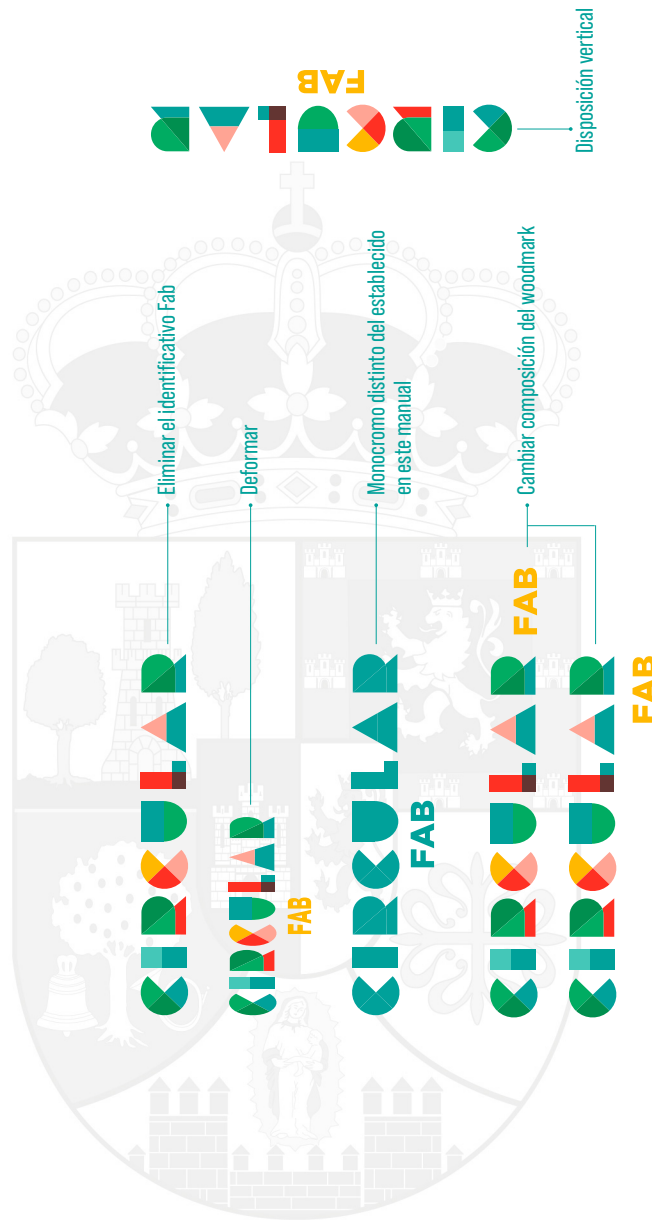 CIRCULAR
Eliminar el identificativo Fab
CIRCULAR
FAB
Deformar
CIRCULAR
FAB
Monocromo distinto del establecido
en este manual
CIRCULAR
FAB
Cambiar composición del woodmark
CIRCULAR
FAB
CIRCULAR
FAB
Disposición vertical